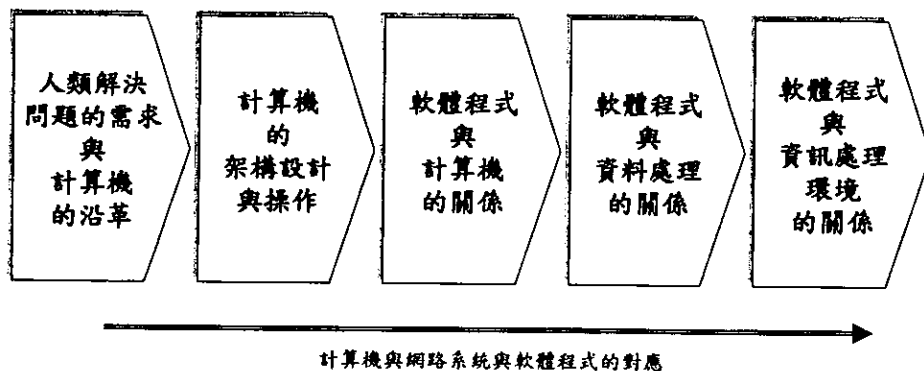 人類解決
問題的需求
與
計算機
的沿革
計算機
的
架構設計
與操作
軟體程式
與
計算機
的關係
軟體程式
與
資料處理
的關係
軟體程式
與
資訊處理
環境
的關係
計算機與網路系統與軟體程式的對應